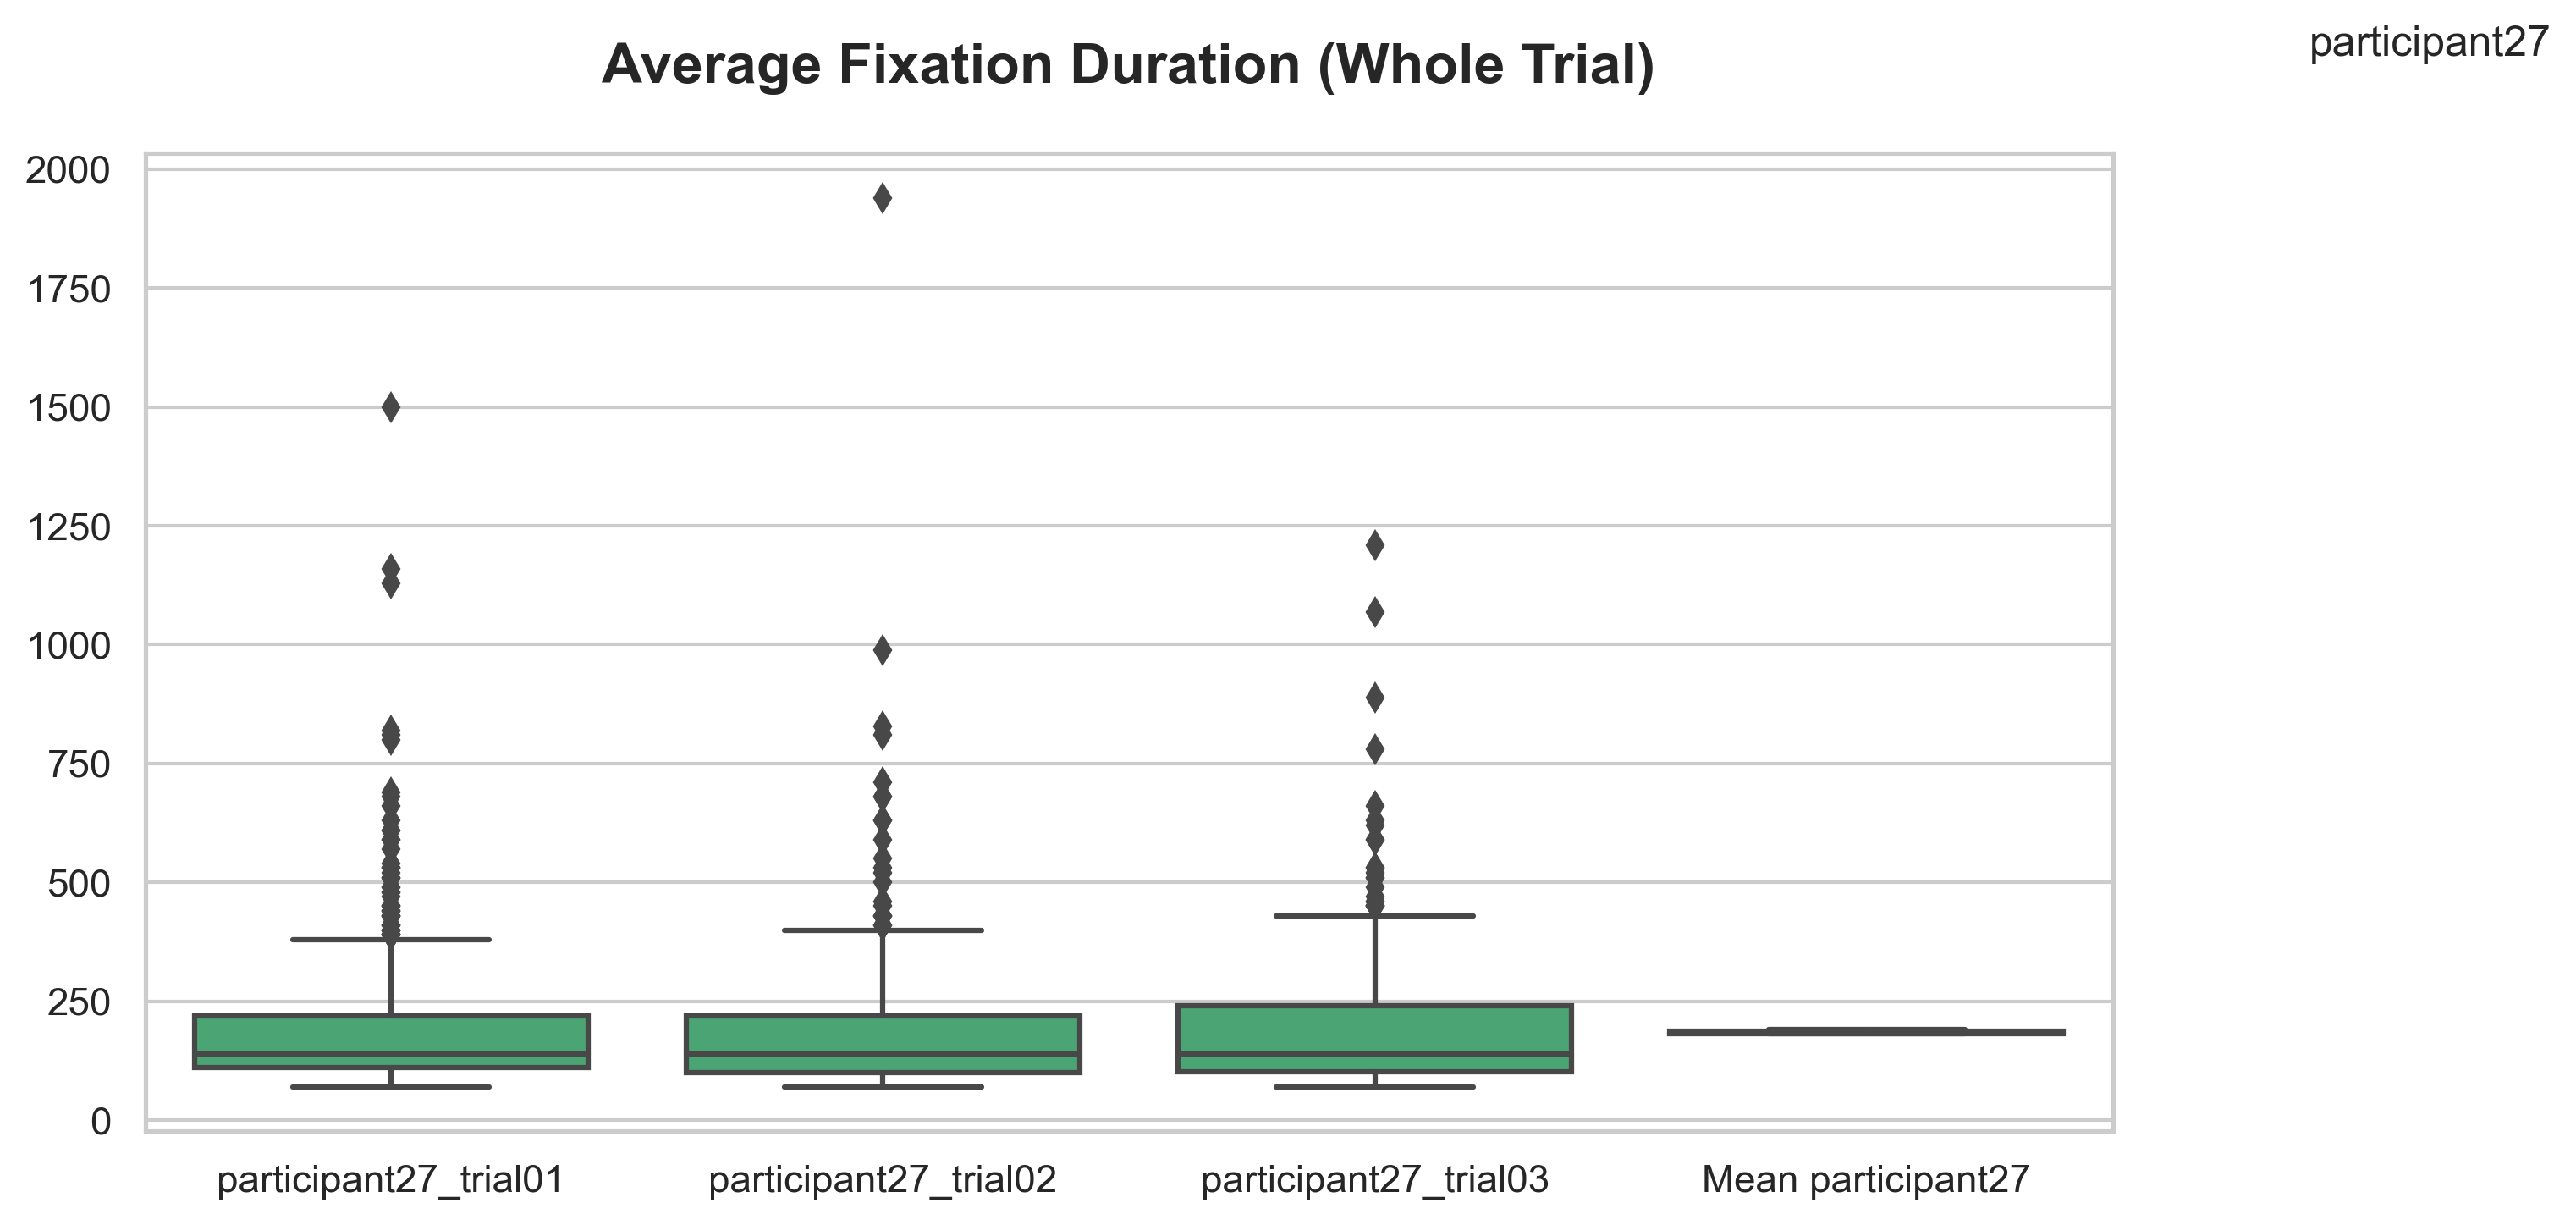 participant27
Average Fixation Duration (Whole Trial)
2000
1750
1500
1250
1000
750
500
250
0
participant27_trial01
participant27_trial02
participant27_trial03
Mean participant27